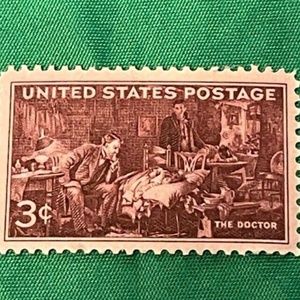 UNITED STATES POSTAGE
3¢
THE DOCTOR